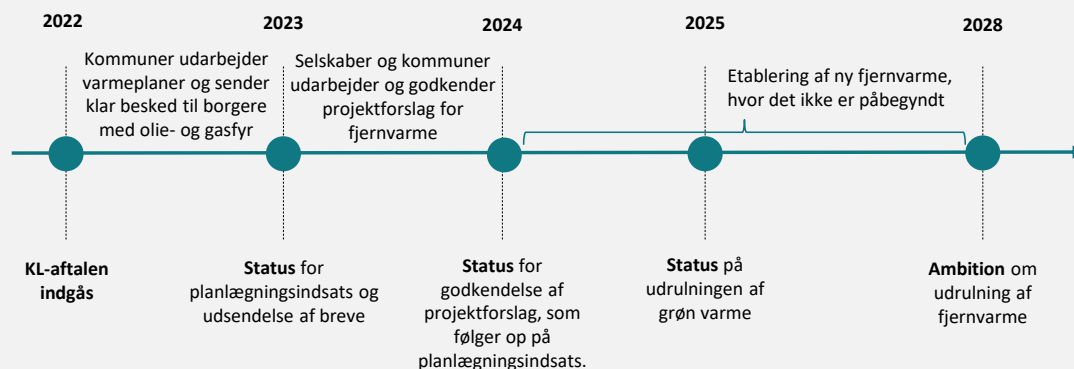 2022
2023
2024
2025
2028
Kommuner udarbejder
varmeplaner og sender
klar besked til borgere
med olie- og gasfyr
Selskaber og kommuner
udarbejder og godkender
projektforslag for
fjernvarme
Etablering af ny fjernvarme,
hvor det ikke er påbegyndt
KL-aftalen
indgås
Status for
planlægningsindsats og
udsendelse af breve
Status for
godkendelse af
projektforslag, som
følger op på
planlægningsindsats.
Status på
udrulningen af
grøn varme
Ambition om
udrulning af
fjernvarme